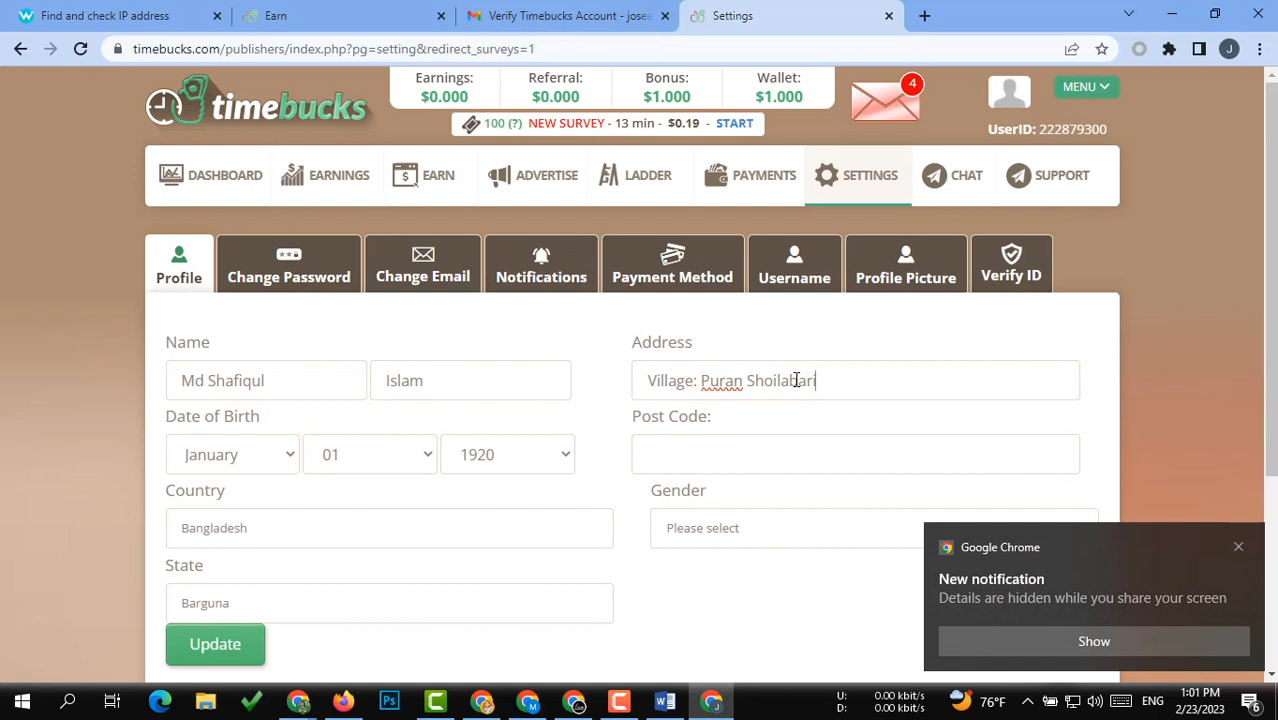 Find and check IP address
Earn
Verify Timebucks Account - josea
Settings
timebucks.com/publishers/index.php?pg=setting&redirect_surveys=1
J
timebucks
Earnings:
$0.000
Referral:
$0.000
Bonus:
$1.000
Wallet:
$1.000
100 (?) NEW SURVEY - 13 min - $0.19 - START
4
MENU
UserID: 222879300
DASHBOARD
EARNINGS
EARN
ADVERTISE
LADDER
PAYMENTS
SETTINGS
CHAT
SUPPORT
Profile
Change Password
Change Email
Notifications
Payment Method
Username
Profile Picture
Verify ID
Name
Address
Md Shafiqul
Islam
Village: Puran Shoilabari
Date of Birth
Post Code:
January
01
1920
Country
Gender
Bangladesh
Please select
State
Barguna
Update
Google Chrome
New notification
Details are hidden while you share your screen
Show
U:
D:
0.00 kbit/s
0.00 kbit/s
76°F
ENG
1:01 PM
2/23/2023
6